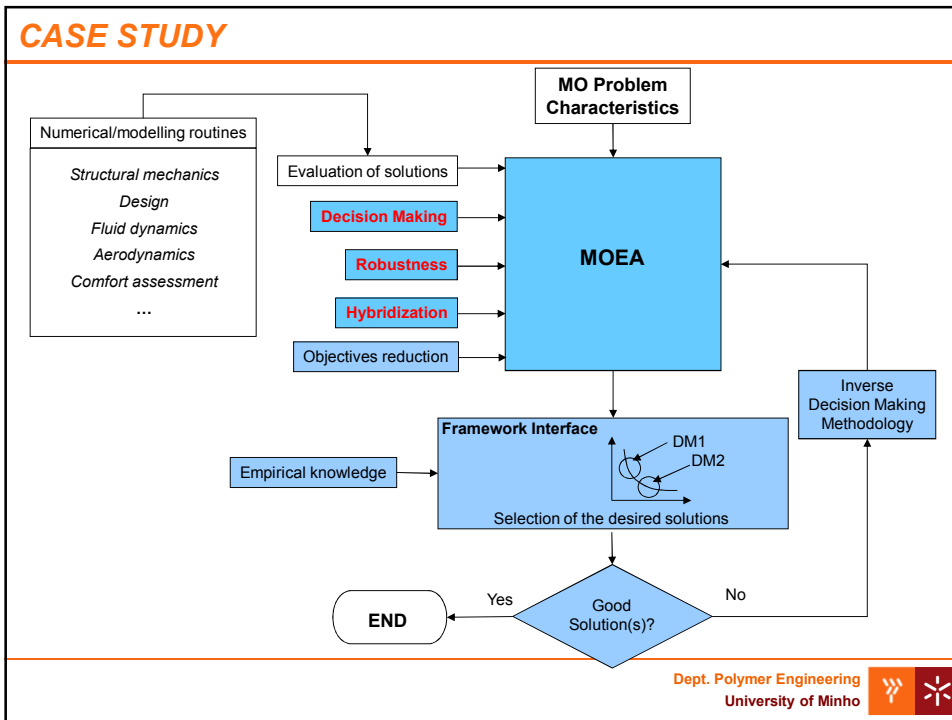 CASE STUDY
MO Problem
Characteristics
Numerical/modelling routines
Structural mechanics
Design
Fluid dynamics
Aerodynamics
Comfort assessment
...
Evaluation of solutions
Decision Making
Robustness
Hybridization
Objectives reduction
MOEA
Inverse
Decision Making
Methodology
Framework Interface
DM1
DM2
Selection of the desired solutions
Empirical knowledge
Good
Solution(s)?
Yes
No
END
Dept. Polymer Engineering
University of Minho